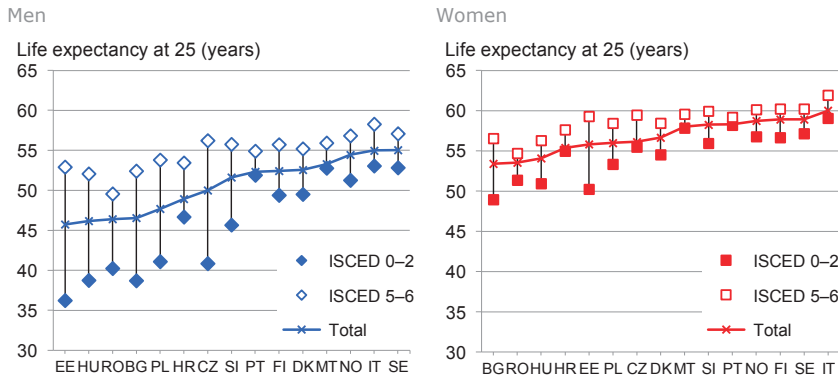 Men
Life expectancy at 25 (years)
65
60
55
50
45
40
35
30
ISCED 0–2
ISCED 5–6
Total
EE HU RO BG PL HR CZ SI PT FI DK MT NO IT SE
Women
Life expectancy at 25 (years)
65
60
55
50
45
40
35
30
ISCED 0–2
ISCED 5–6
Total
BG RO HU HR EE PL CZ DK MT SI PT NO FI SE IT